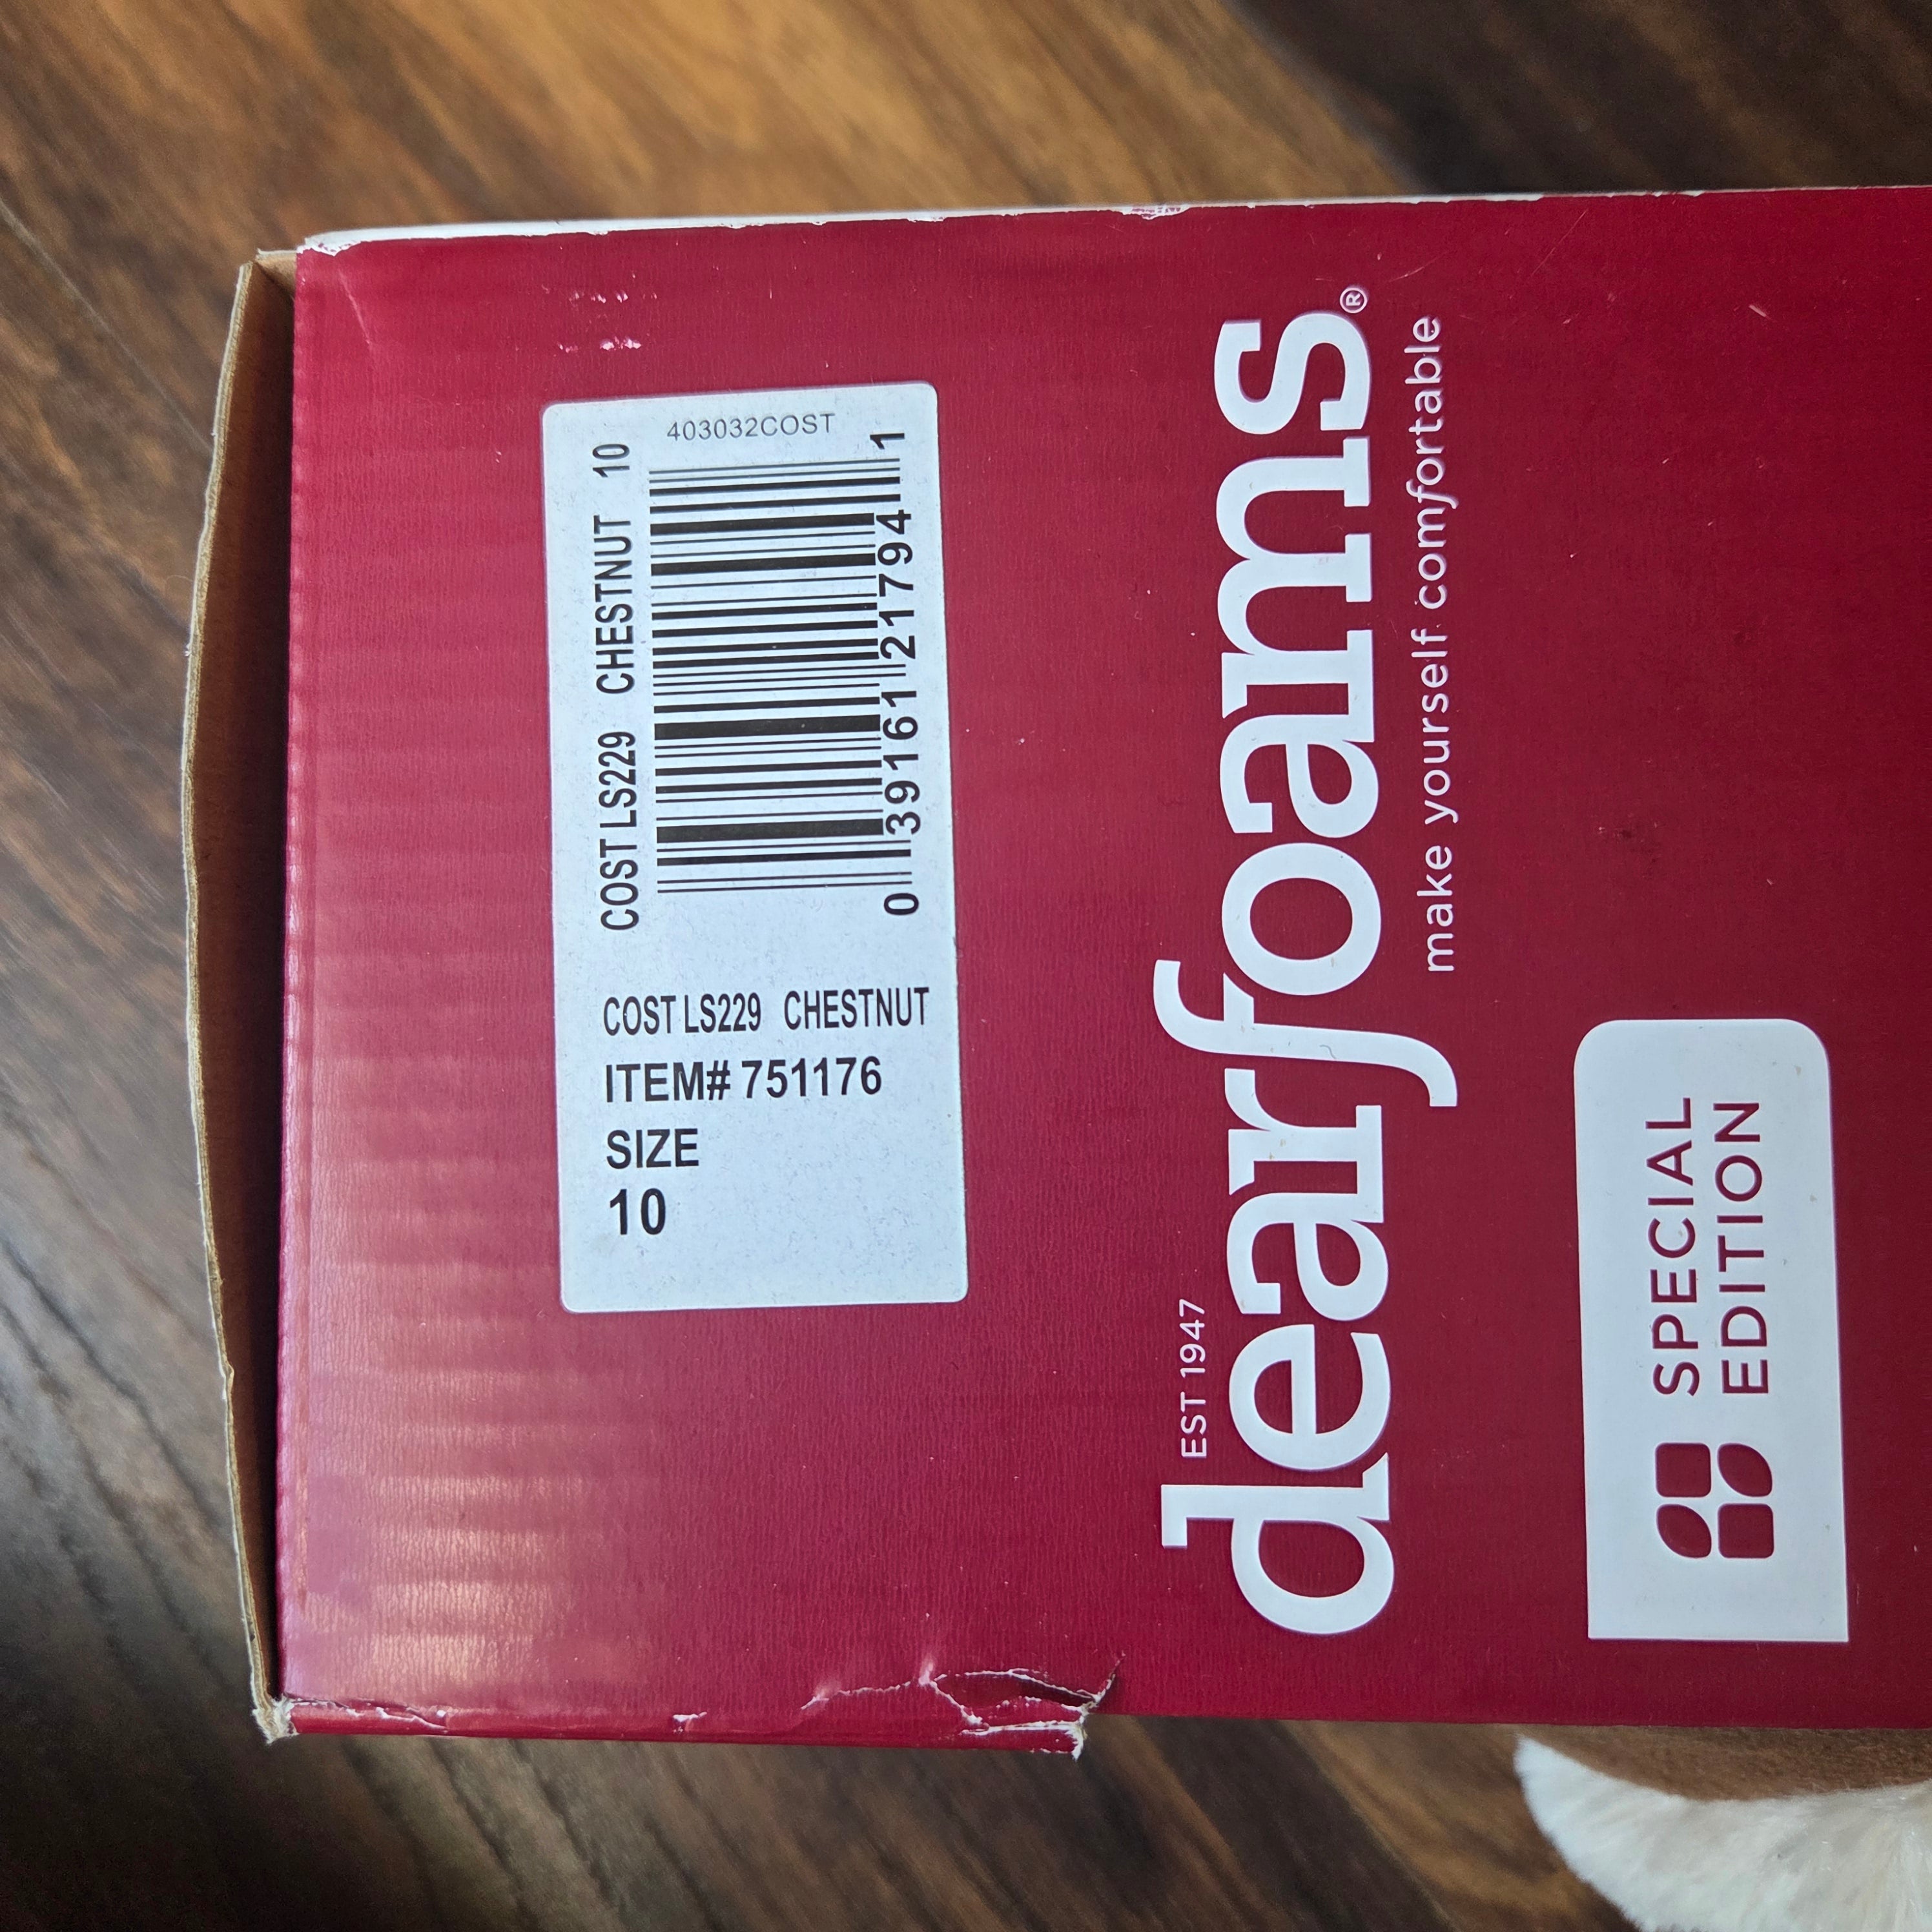 COST LS229 CHESTNUT 10
403032COST
0 39161 21794 1
COST LS229 CHESTNUT
ITEM# 751176
SIZE
10
EST 1947
dearfoams®
make yourself comfortable
SPECIAL
EDITION